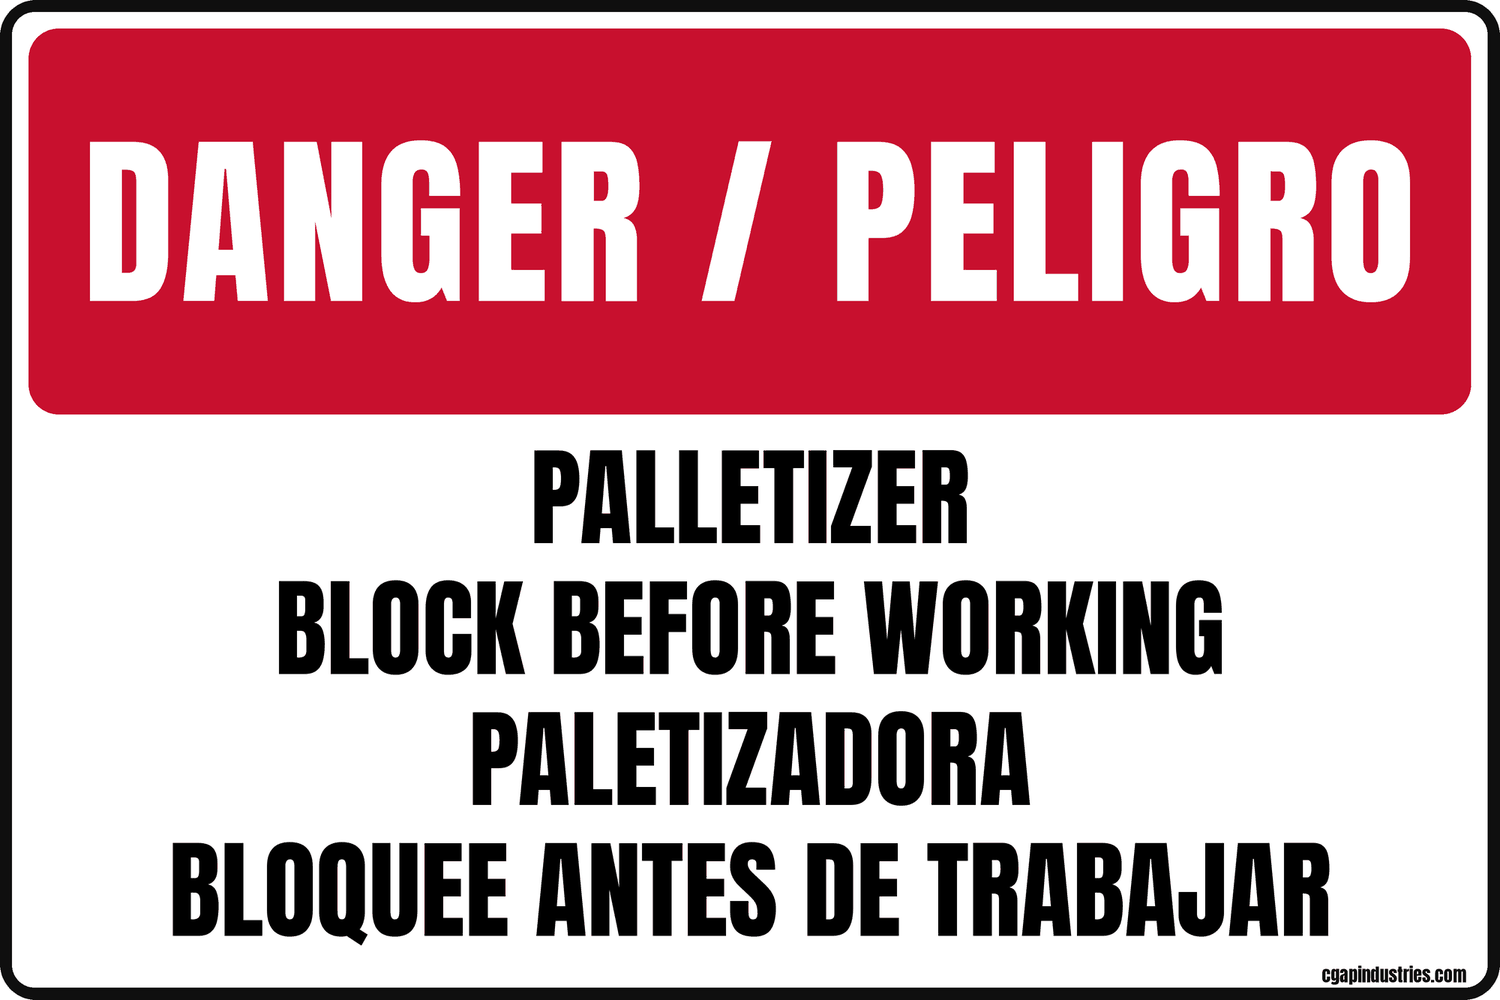 DANGER / PELIGRO
PALLETIZER
BLOCK BEFORE WORKING
PALETIZADORA
BLOQUEE ANTES DE TRABAJAR
cgapindustries.com